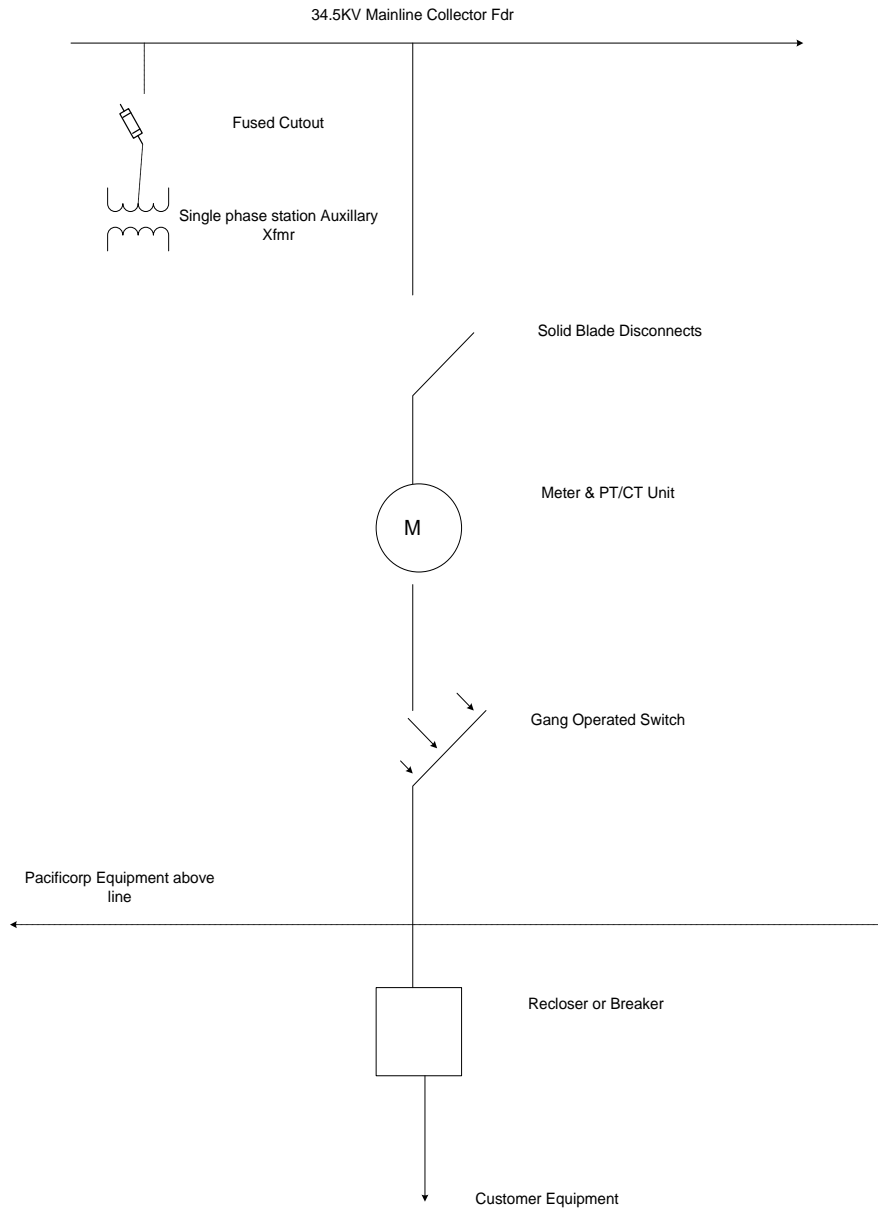 34.5KV Mainline Collector Fdr
Fused Cutout
Single phase station Auxillary
Xfmr
Solid Blade Disconnects
Meter & PT/CT Unit
M
Gang Operated Switch
Pacificorp Equipment above
line
Recloser or Breaker
Customer Equipment